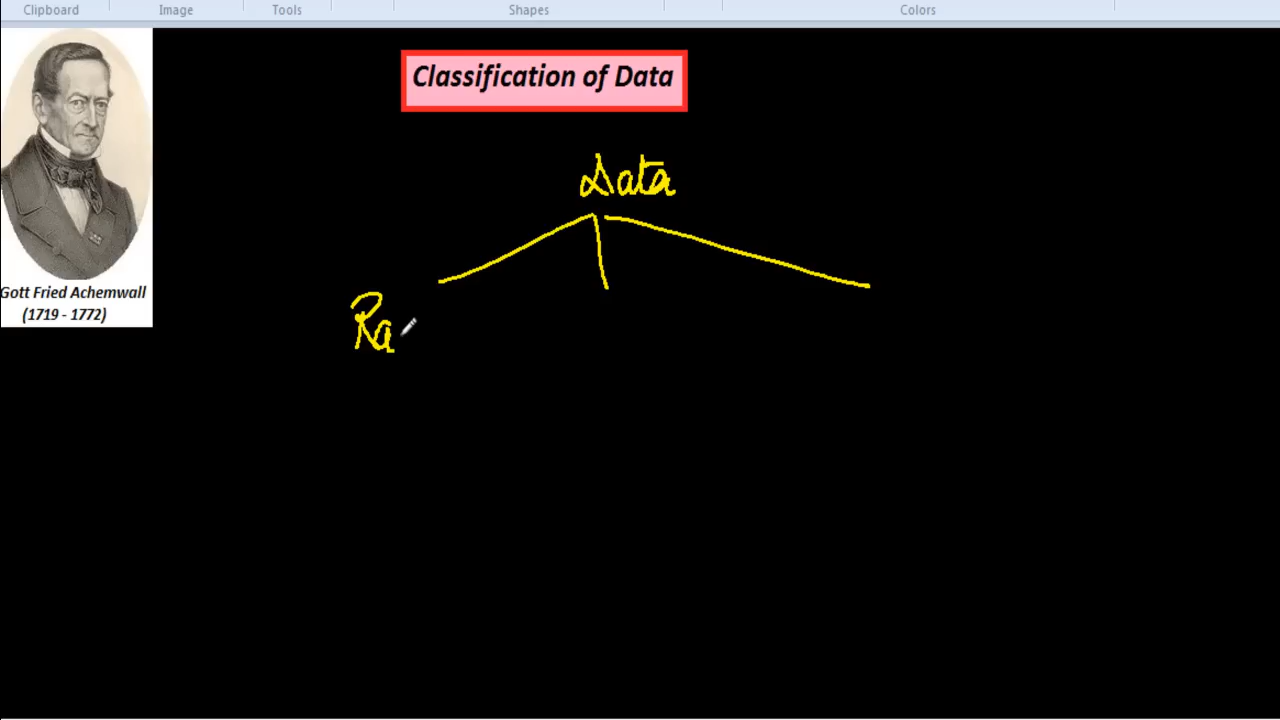 Clipboard Image Tools Shapes Colors
Classification of Data
Data
Ra
Gott Fried Achemwall
(1719 - 1772)